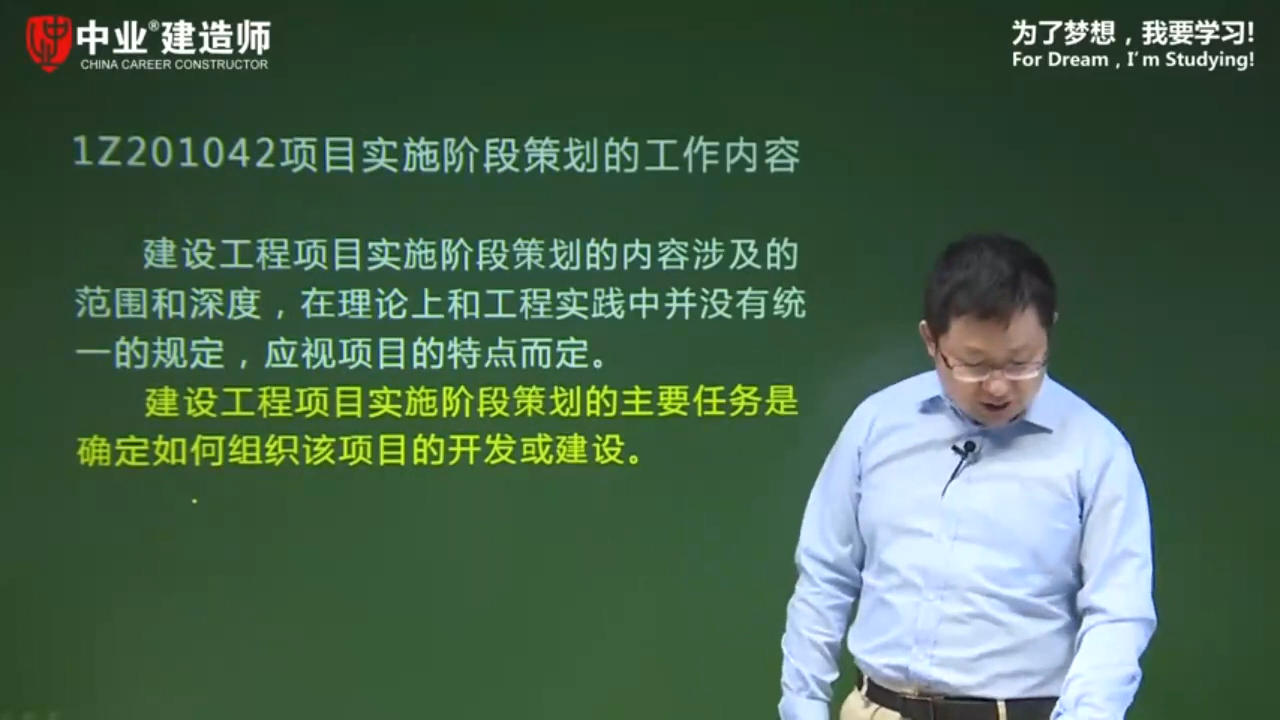 中业®建造师
CHINA CAREER CONSTRUCTOR
为了梦想，我要学习!
For Dream , I'm Studying!
1Z201042项目实施阶段策划的工作内容
建设工程项目实施阶段策划的内容涉及的
范围和深度，在理论上和工程实践中并没有统
一的规定，应视项目的特点而定。
建设工程项目实施阶段策划的主要任务是
确定如何组织该项目的开发或建设。